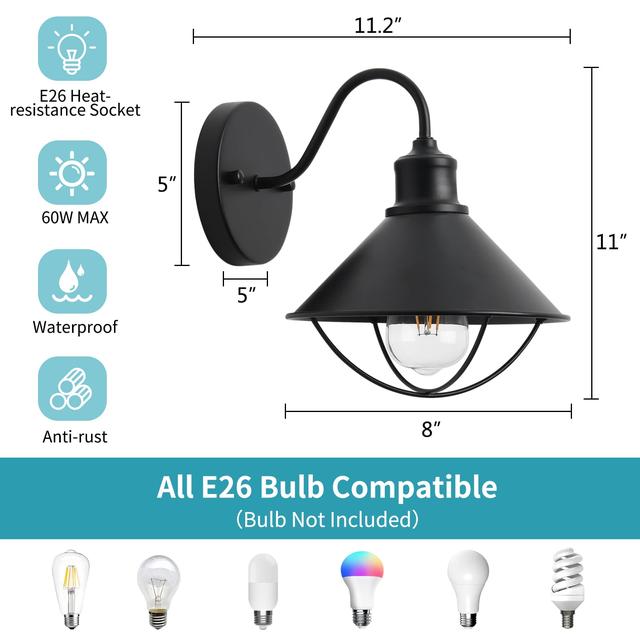 11.2”
E26 Heat-
resistance Socket
5”
60W MAX
11”
5”
Waterproof
8”
Anti-rust
All E26 Bulb Compatible
（Bulb Not Included）